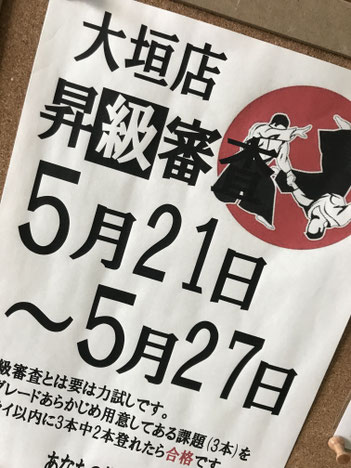 大垣店
昇級審査
5月21日
～5月27日
級審査とは要は力試しです。
グレードあらかじめ用意してある課題(3本)を
イ以内に3本中2本登れたら合格です